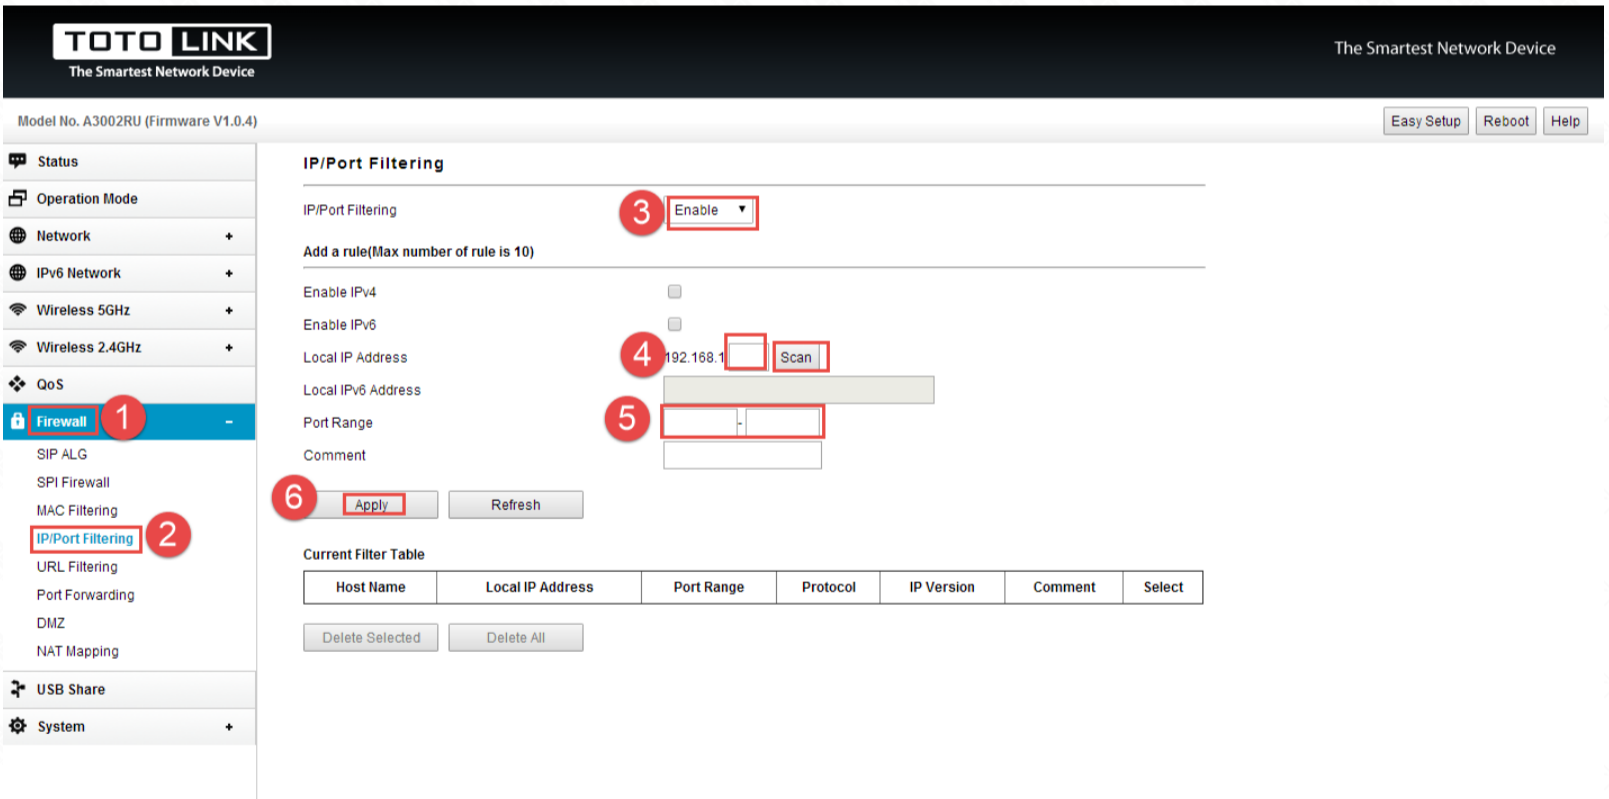 TOTO LINK
The Smartest Network Device
The Smartest Network Device
Model No. A3002RU (Firmware V1.0.4)
Easy Setup Reboot Help
Status
Operation Mode
Network +
IPv6 Network +
Wireless 5GHz +
Wireless 2.4GHz +
QoS
Firewall 1 -
SIP ALG
SPI Firewall
MAC Filtering
IP/Port Filtering 2
URL Filtering
Port Forwarding
DMZ
NAT Mapping
USB Share
System +
IP/Port Filtering
IP/Port Filtering 3 Enable
Add a rule(Max number of rule is 10)
Enable IPv4
Enable IPv6
Local IP Address 4 192.168.1 Scan
Local IPv6 Address
Port Range 5 -
Comment
6 Apply Refresh
Current Filter Table
Host Name Local IP Address Port Range Protocol IP Version Comment Select
Delete Selected Delete All